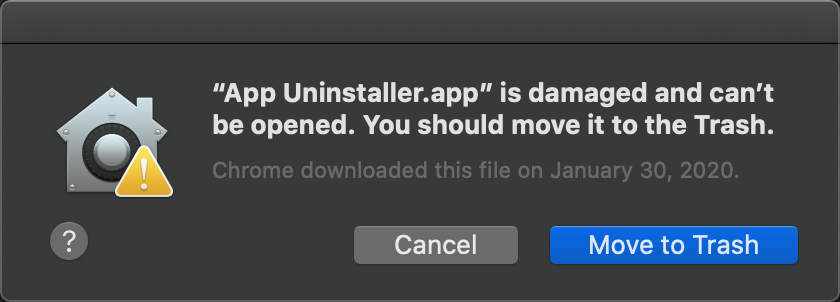 “App Uninstaller.app” is damaged and can’t
be opened. You should move it to the Trash.
Chrome downloaded this file on January 30, 2020.
?
Cancel
Move to Trash